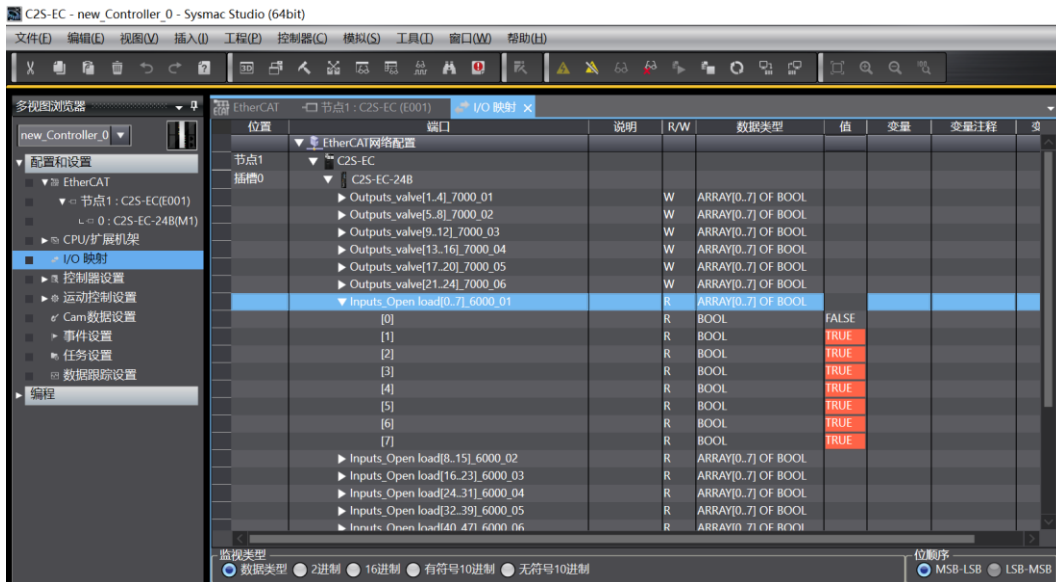 C2S-EC - new_Controller_0 - Sysmac Studio (64bit)
文件(F) 编辑(E) 视图(V) 插入(I) 工程(P) 控制器(C) 模拟(S) 工具(T) 窗口(W) 帮助(H)
多视图浏览器
new_Controller_0
配置和设置
EtherCAT
节点1 : C2S-EC(E001)
0 : C2S-EC-24B(M1)
CPU/扩展机架
I/O 映射
控制器设置
运动控制设置
Cam数据设置
事件设置
任务设置
数据跟踪设置
编程
EtherCAT 节点1 : C2S-EC (E001) I/O 映射
位置 端口 说明 R/W 数据类型 值 变量 变量注释
EtherCAT网络配置
节点1 C2S-EC
插槽0 C2S-EC-24B
Outputs_valve[1..4]_7000_01 W ARRAY[0..7] OF BOOL
Outputs_valve[5..8]_7000_02 W ARRAY[0..7] OF BOOL
Outputs_valve[9..12]_7000_03 W ARRAY[0..7] OF BOOL
Outputs_valve[13..16]_7000_04 W ARRAY[0..7] OF BOOL
Outputs_valve[17..20]_7000_05 W ARRAY[0..7] OF BOOL
Outputs_valve[21..24]_7000_06 W ARRAY[0..7] OF BOOL
Inputs_Open load[0..7]_6000_01 R ARRAY[0..7] OF BOOL
[0] R BOOL FALSE
[1] R BOOL TRUE
[2] R BOOL TRUE
[3] R BOOL TRUE
[4] R BOOL TRUE
[5] R BOOL TRUE
[6] R BOOL TRUE
[7] R BOOL TRUE
Inputs_Open load[8..15]_6000_02 R ARRAY[0..7] OF BOOL
Inputs_Open load[16..23]_6000_03 R ARRAY[0..7] OF BOOL
Inputs_Open load[24..31]_6000_04 R ARRAY[0..7] OF BOOL
Inputs_Open load[32..39]_6000_05 R ARRAY[0..7] OF BOOL
Inputs_Open load[40..47]_6000_06 R ARRAY[0..7] OF BOOL
监视类型 位顺序
数据类型 2进制 16进制 有符号10进制 无符号10进制 MSB-LSB LSB-MSB